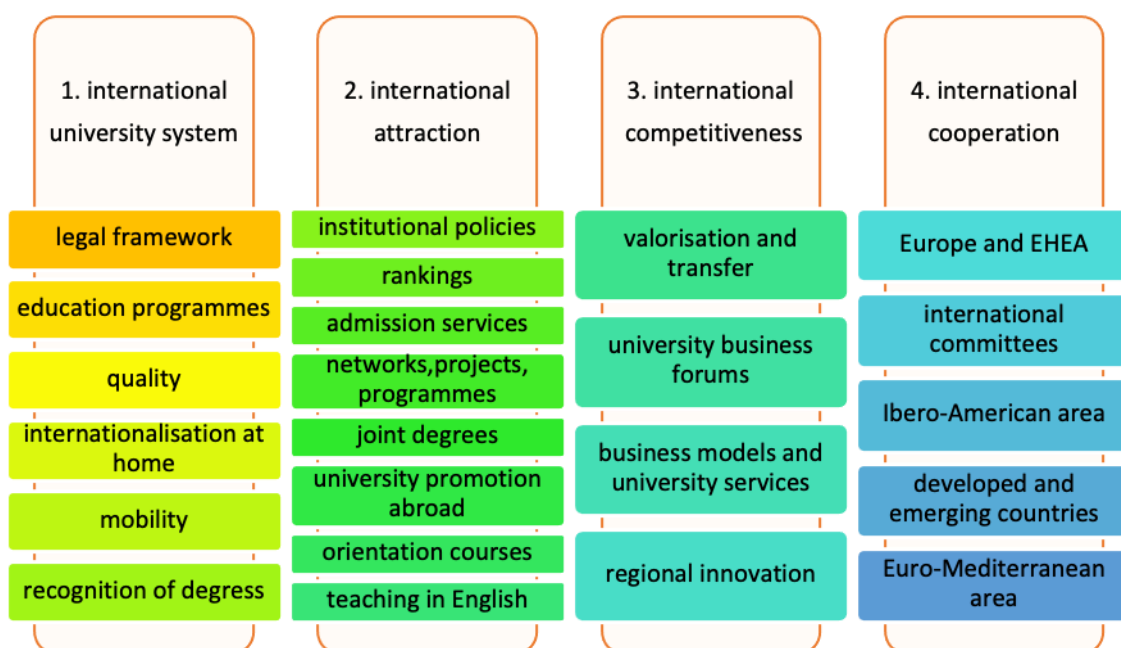 1. international
university system
legal framework
education programmes
quality
internationalisation at
home
mobility
recognition of degress
2. international
attraction
institutional policies
rankings
admission services
networks,projects,
programmes
joint degrees
university promotion
abroad
orientation courses
teaching in English
3. international
competitiveness
valorisation and
transfer
university business
forums
business models and
university services
regional innovation
4. international
cooperation
Europe and EHEA
international
committees
Ibero-American area
developed and
emerging countries
Euro-Mediterranean
area